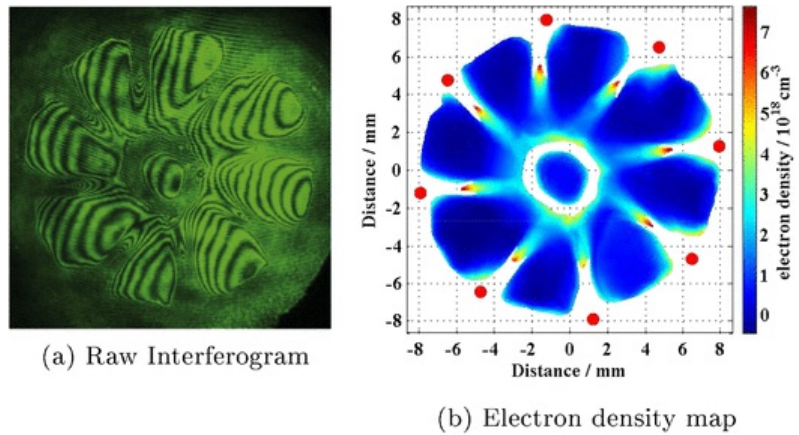 8
6
4
2
0
-2
-4
-6
-8
Distance / mm
-8 -6 -4 -2 0 2 4 6 8
Distance / mm
7
6
5
4
3
2
1
0
electron density / 10^18 cm^-3
(a) Raw Interferogram
(b) Electron density map